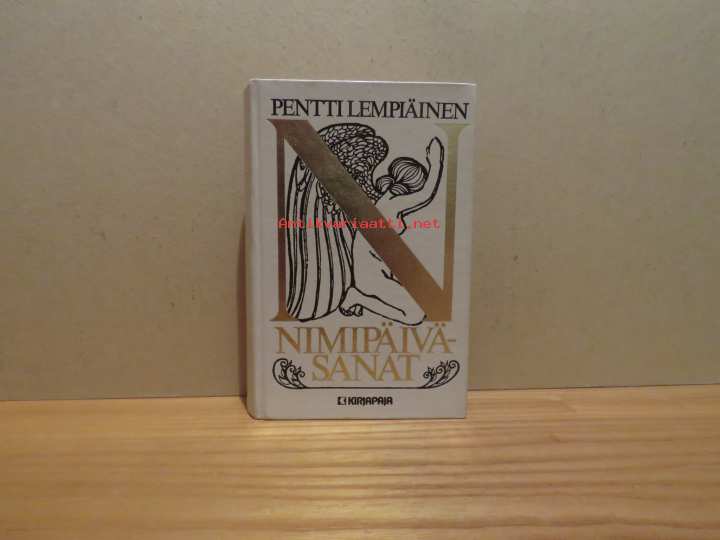 PENTTI LEMPIÄINEN
N
Antikvariaatti.net
NIMIPÄIVÄ-
SANAT
KIRJAPAJA